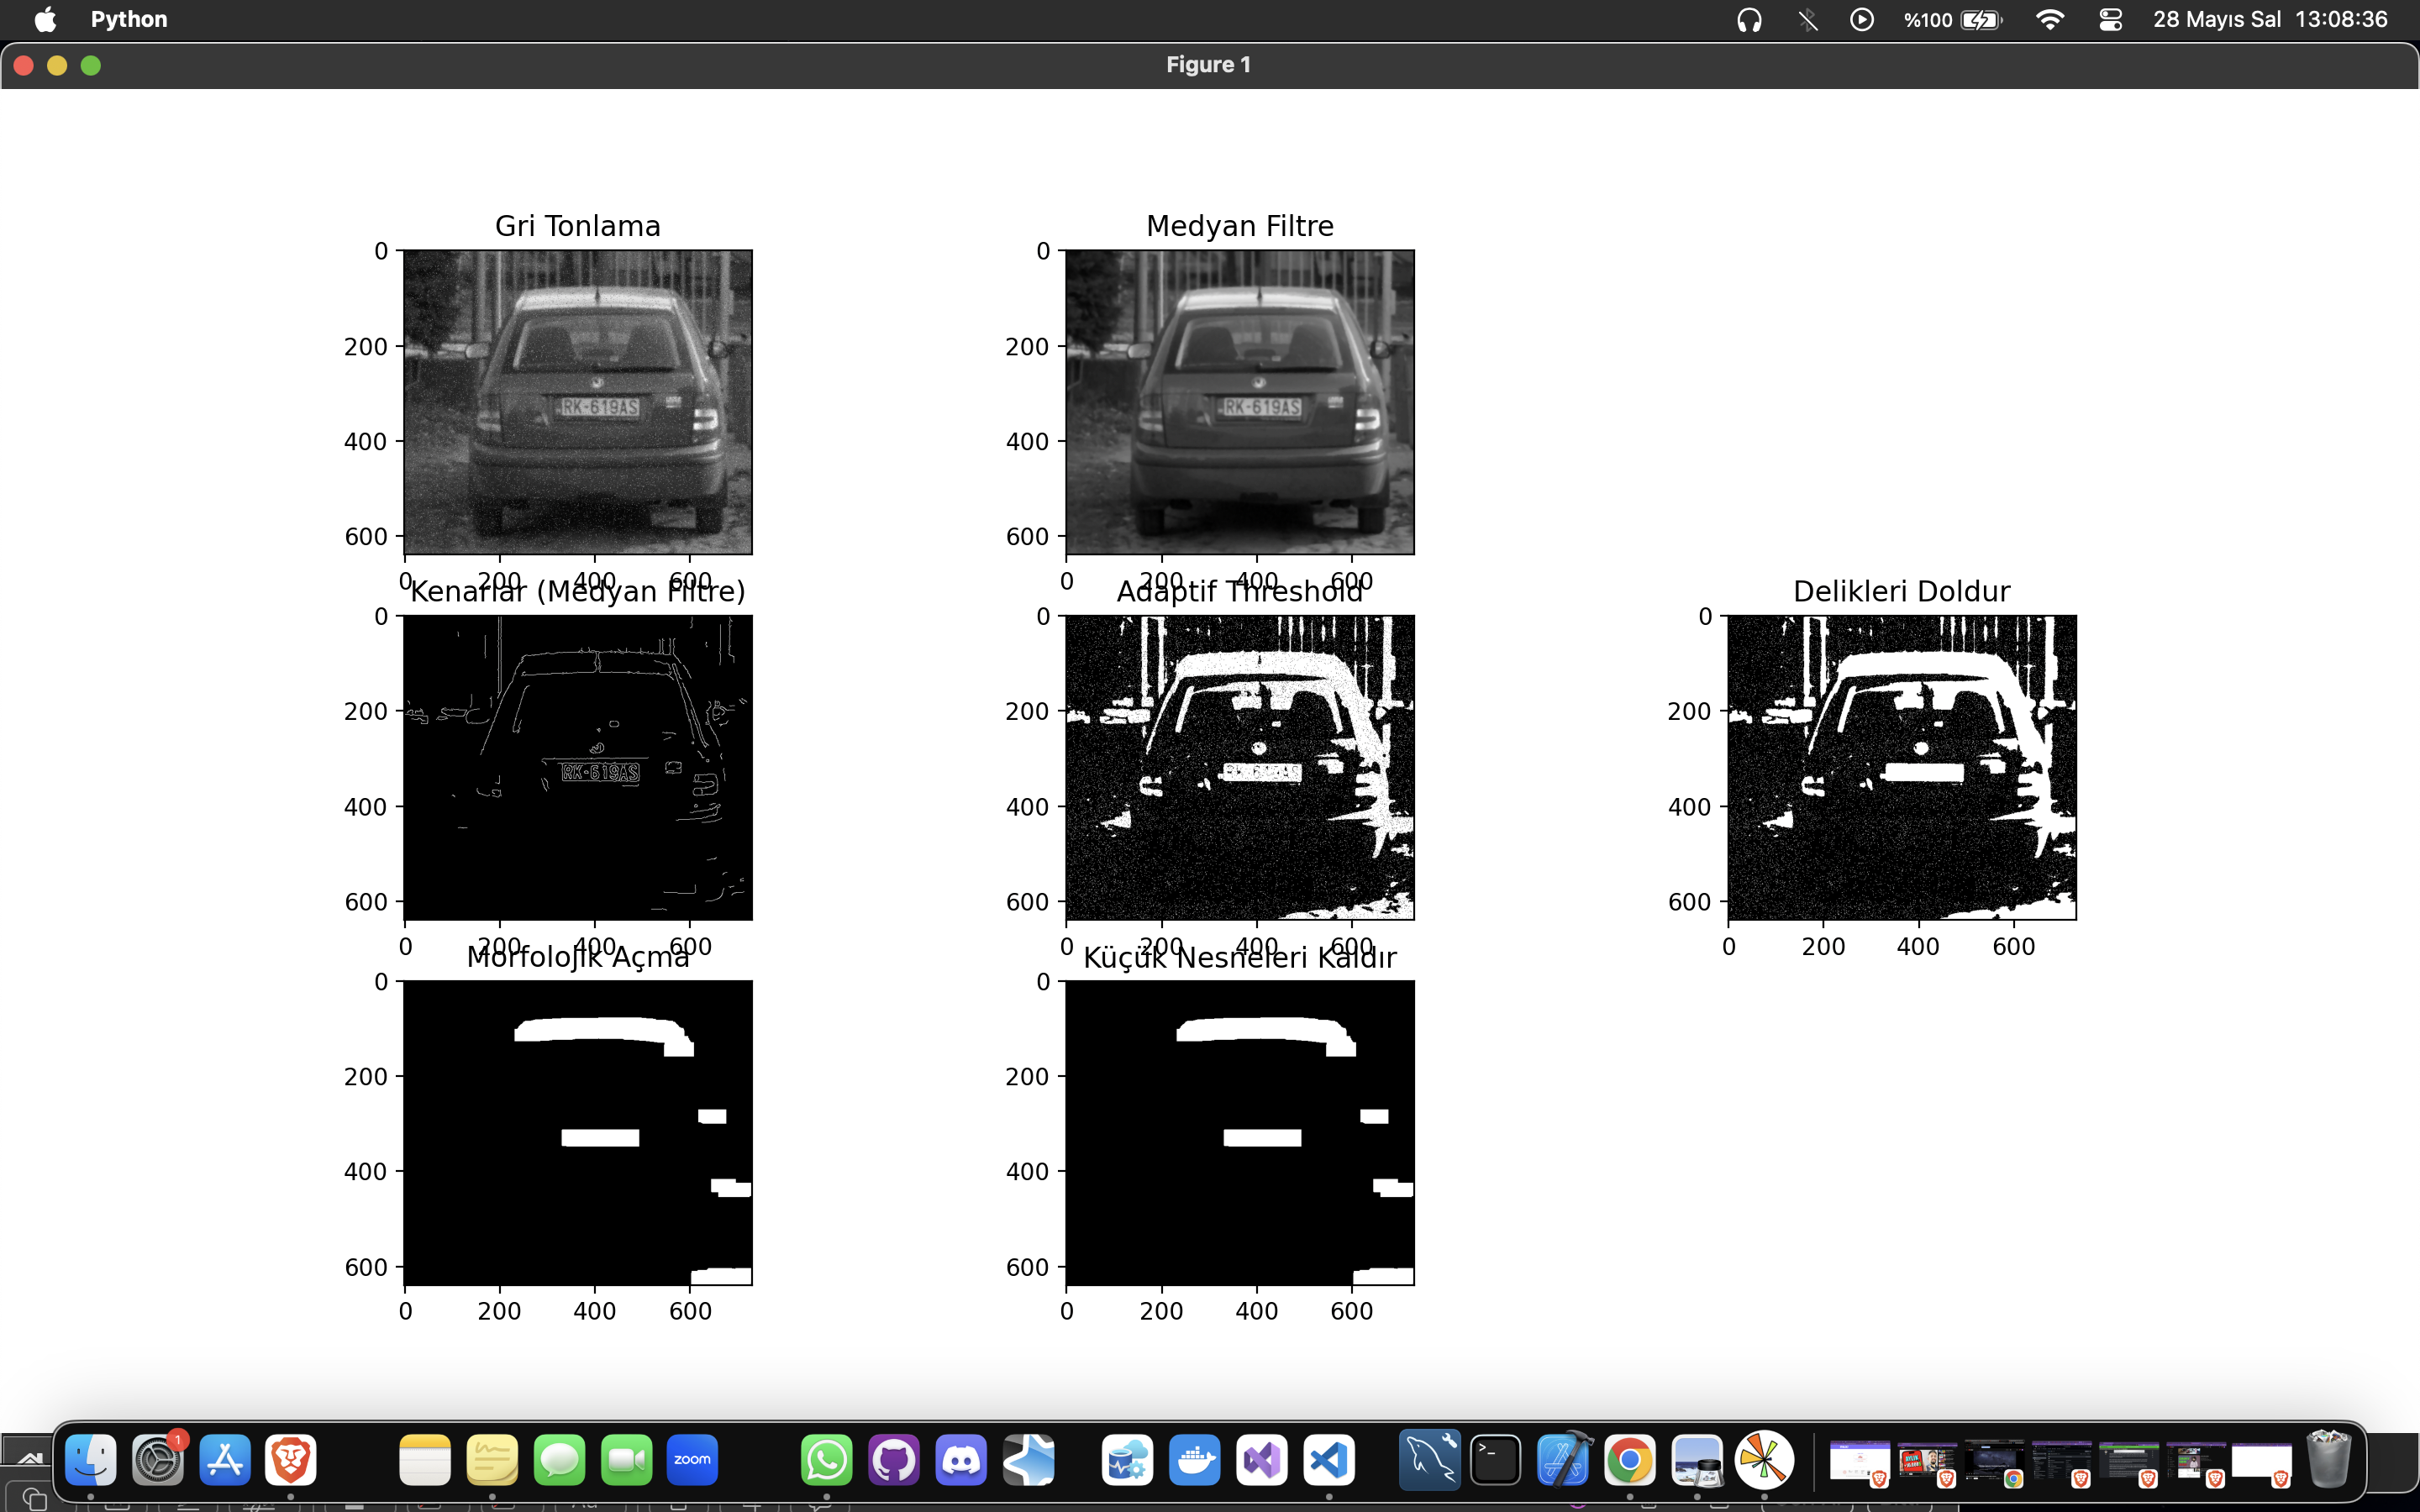 Python
%100
28 Mayıs Sal 13:08:36
Figure 1
Gri Tonlama
0
200
400
600
0 200 400 600
RK-619AS
Medyan Filtre
0
200
400
600
0 200 400 600
RK-619AS
Kenarlar (Medyan Filtre)
0
200
400
600
0 200 400 600
RK-619AS
Adaptif Threshold
0
200
400
600
0 200 400 600
Delikleri Doldur
0
200
400
600
0 200 400 600
Morfolojik Açma
0
200
400
600
0 200 400 600
Küçük Nesneleri Kaldır
0
200
400
600
0 200 400 600
1
zoom
>_